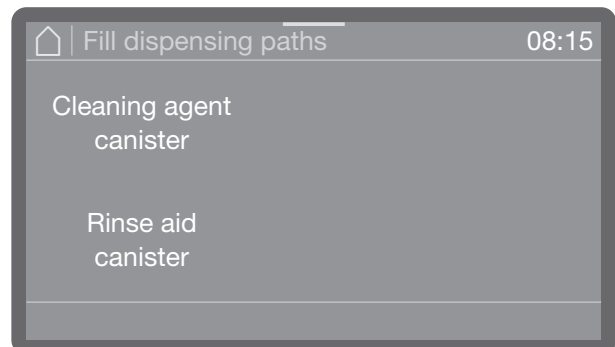 Fill dispensing paths 08:15
Cleaning agent
canister
Rinse aid
canister